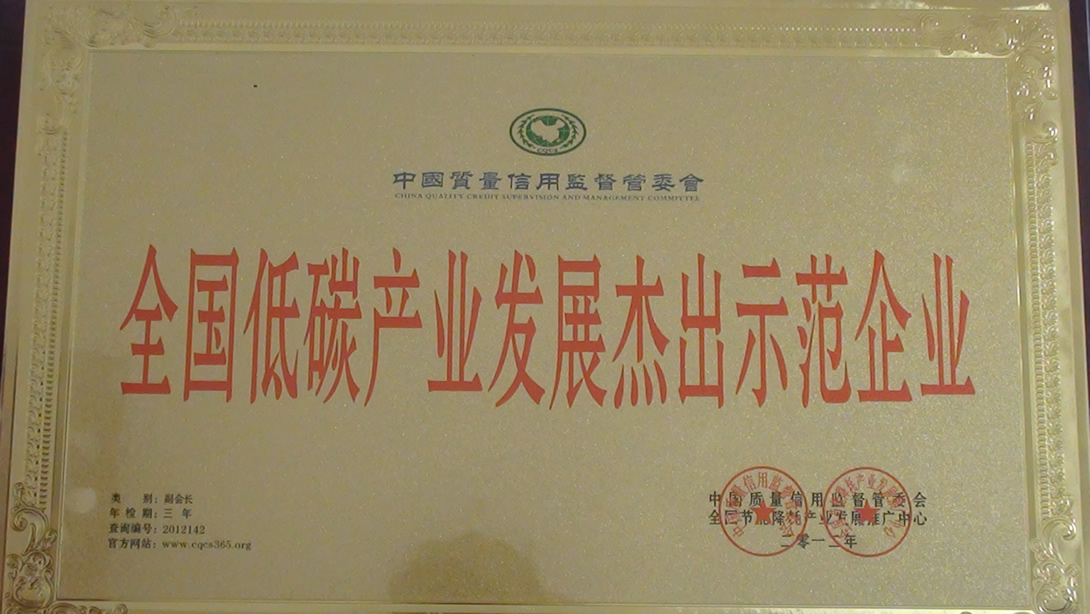 CQCS
中國質量信用监督管委會
CHINA QUALITY CREDIT SUPERVISION AND MANAGEMENT COMMITTEE
全国低碳产业发展杰出示范企业
类 别：副会长
年 检 期：三 年
查询编号：2012142
官方网站：www.cqcs365.org
中国质量信用监督管委会
全国节能降耗产业发展推广中心
二零一二年